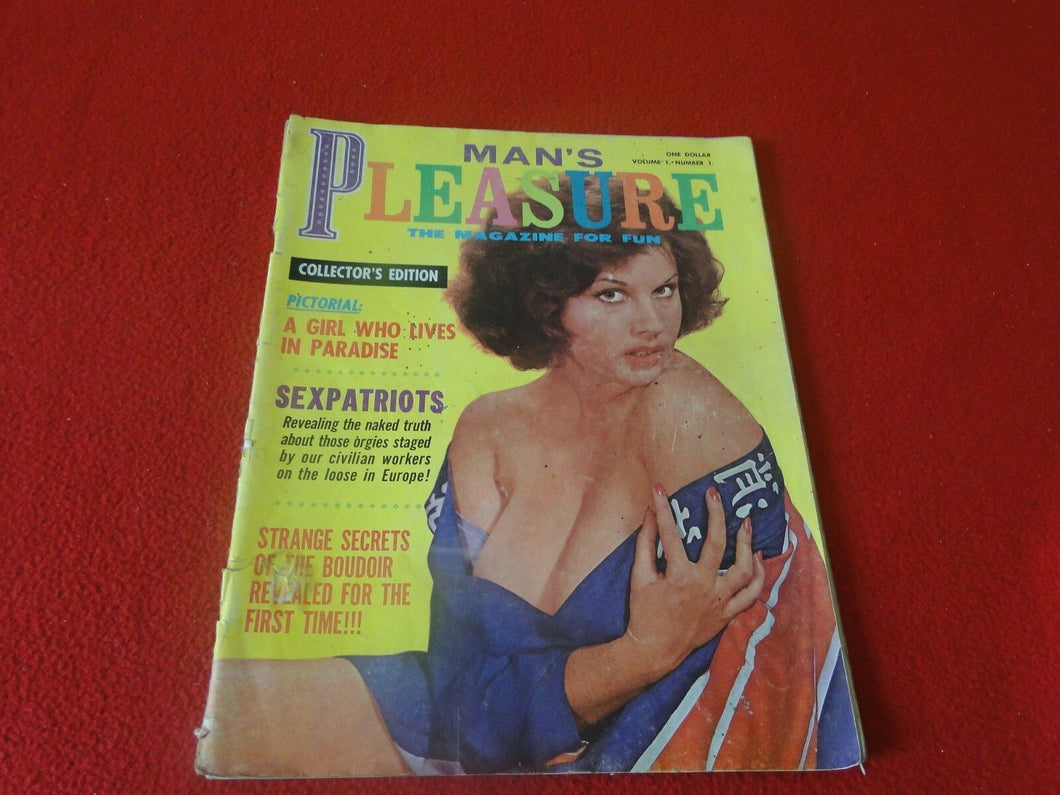 MAN'S
PLEASURE
THE MAGAZINE FOR FUN
ONE DOLLAR
VOLUME 1. • NUMBER 1.
COLLECTOR'S EDITION
PICTORIAL:
A GIRL WHO LIVES
IN PARADISE
SEXPATRIOTS
Revealing the naked truth
about those orgies staged
by our civilian workers
on the loose in Europe!
STRANGE SECRETS
OF THE BOUDOIR
REVEALED FOR THE
FIRST TIME!!!